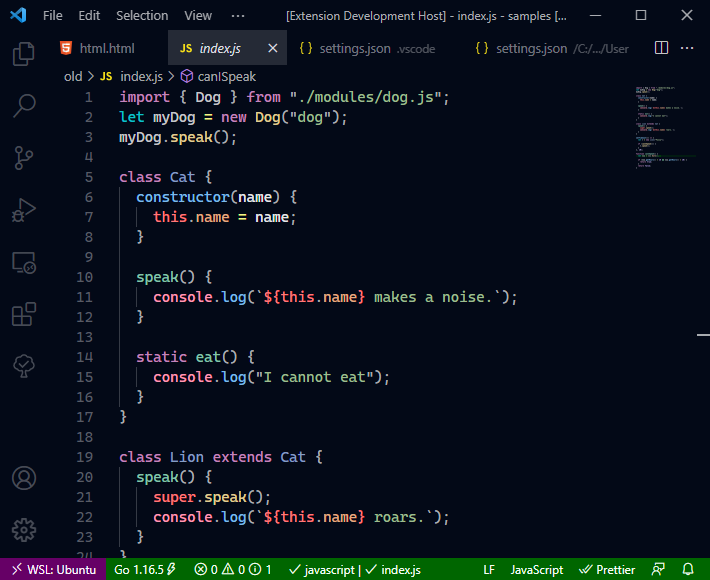 File Edit Selection View ··· [Extension Development Host] - index.js - samples [...
html.html JS index.js { } settings.json .vscode { } settings.json /C:/.../User ···
old > JS index.js > canISpeak
1 import { Dog } from "./modules/dog.js";
2 let myDog = new Dog("dog");
3 myDog.speak();
4
5 class Cat {
6 constructor(name) {
7 this.name = name;
8 }
9
10 speak() {
11 console.log(`${this.name} makes a noise.`);
12 }
13
14 static eat() {
15 console.log("I cannot eat");
16 }
17 }
18
19 class Lion extends Cat {
20 speak() {
21 super.speak();
22 console.log(`${this.name} roars.`);
23 }
24 }
WSL: Ubuntu Go 1.16.5 0 0 1 javascript | index.js LF JavaScript Prettier